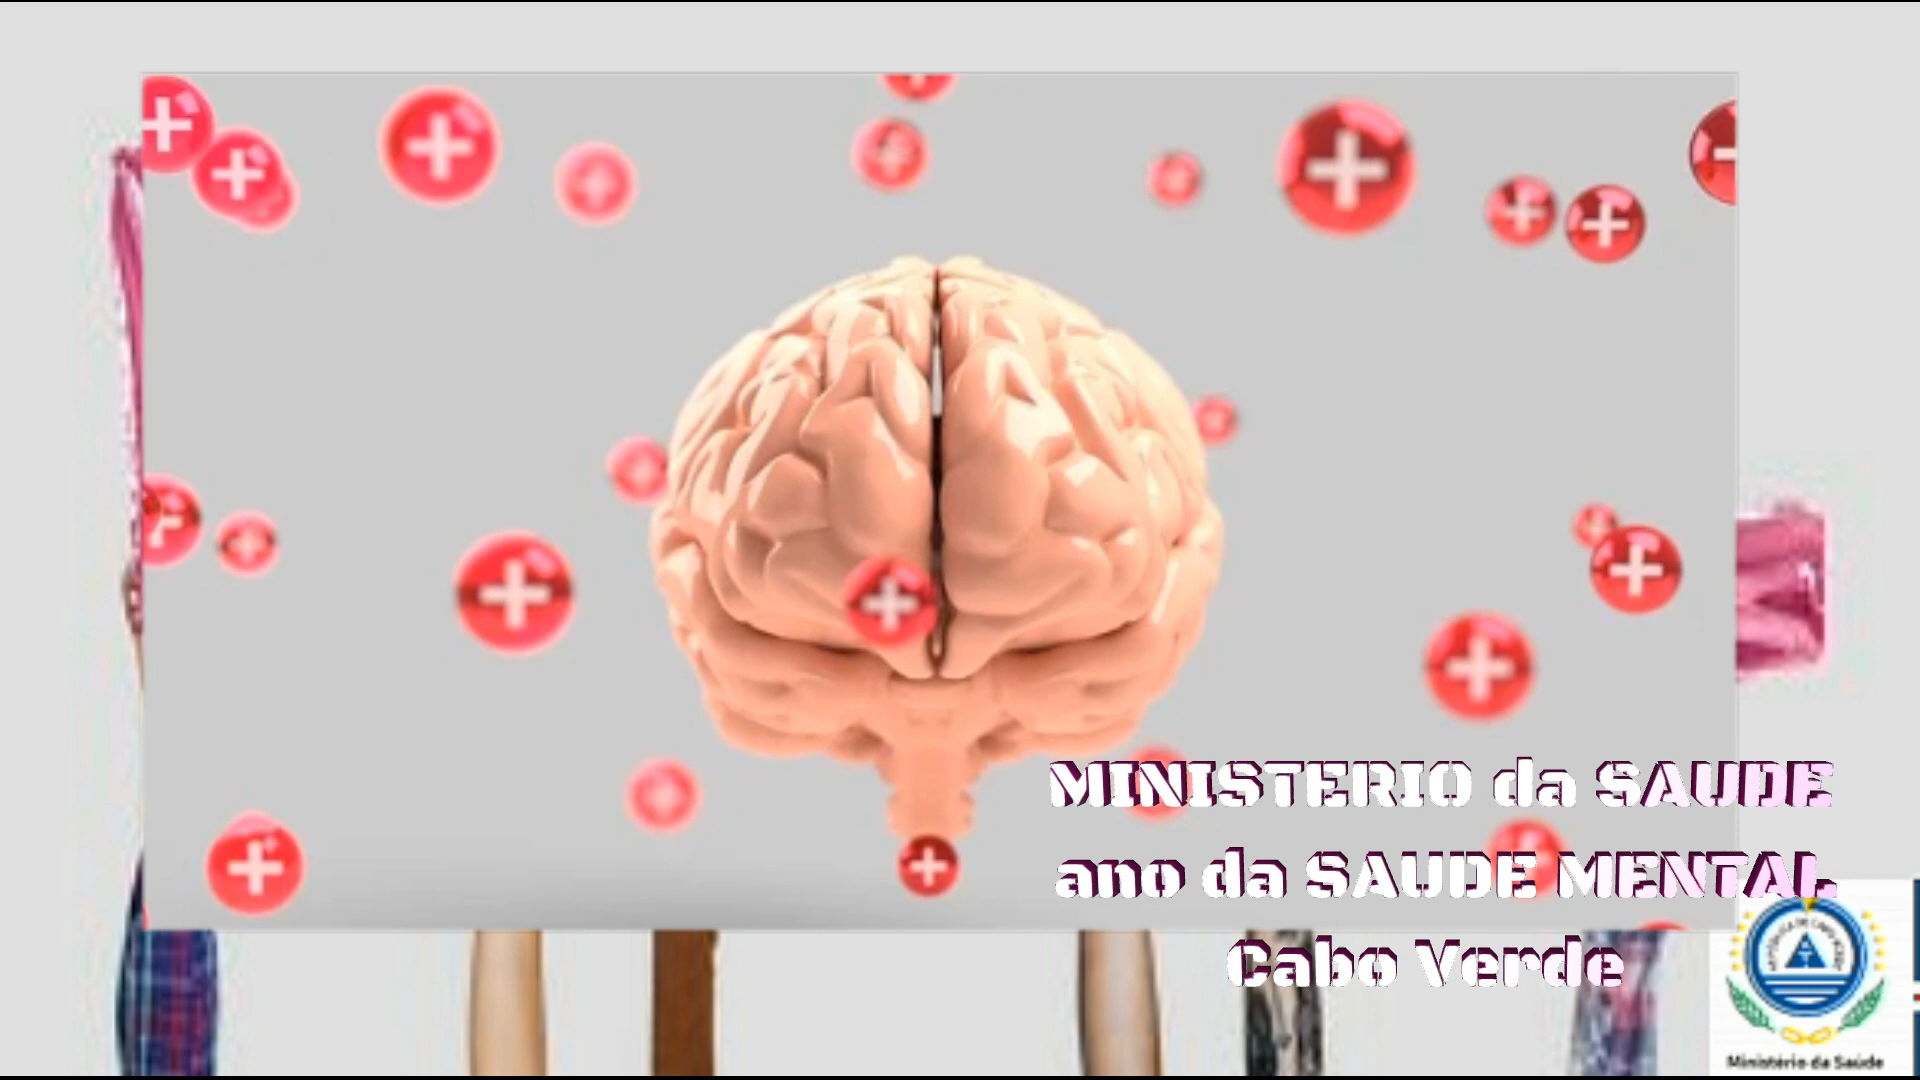 MINISTERIO da SAUDE
ano da SAUDE MENTAL
Cabo Verde
Ministério da Saúde